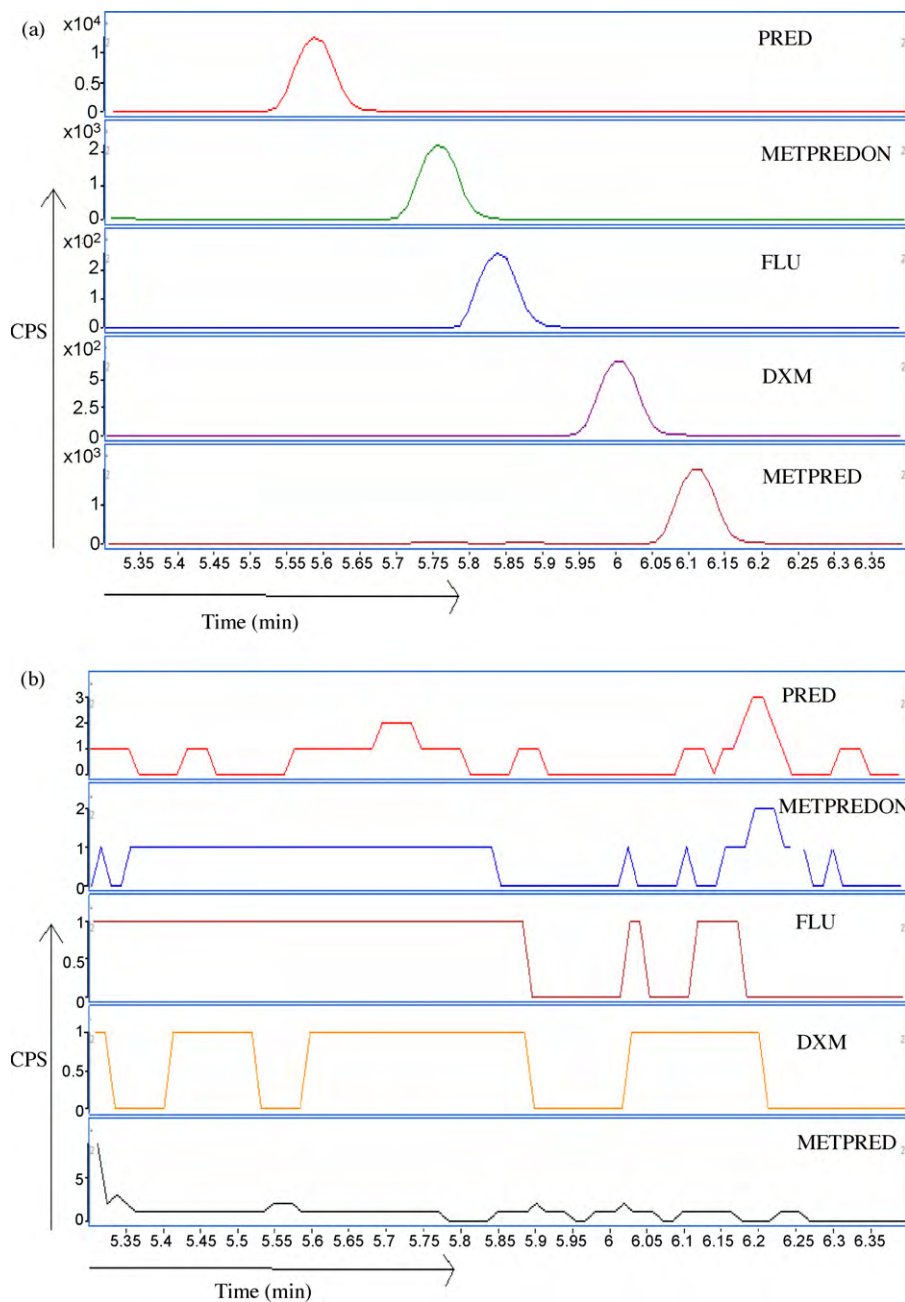 (a)
x10⁴
1
0.5
0
PRED
x10³
2
1
0
METPREDON
x10²
2
1
0
FLU
x10²
5
2.5
0
DXM
x10³
1
0
METPRED
CPS
5.35 5.4 5.45 5.5 5.55 5.6 5.65 5.7 5.75 5.8 5.85 5.9 5.95 6 6.05 6.1 6.15 6.2 6.25 6.3 6.35
Time (min)
(b)
3
2
1
0
PRED
2
1
0
METPREDON
1
0.5
0
FLU
1
0.5
0
DXM
5
0
METPRED
CPS
5.35 5.4 5.45 5.5 5.55 5.6 5.65 5.7 5.75 5.8 5.85 5.9 5.95 6 6.05 6.1 6.15 6.2 6.25 6.3 6.35
Time (min)